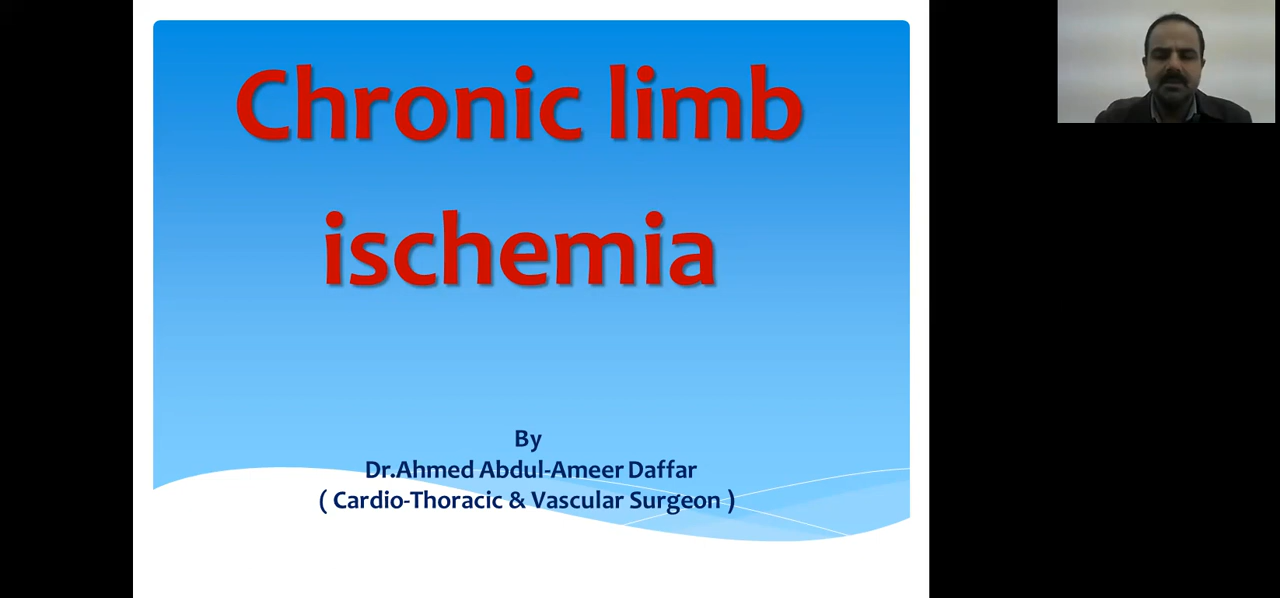 Chronic limb
ischemia
By
Dr.Ahmed Abdul-Ameer Daffar
( Cardio-Thoracic & Vascular Surgeon )